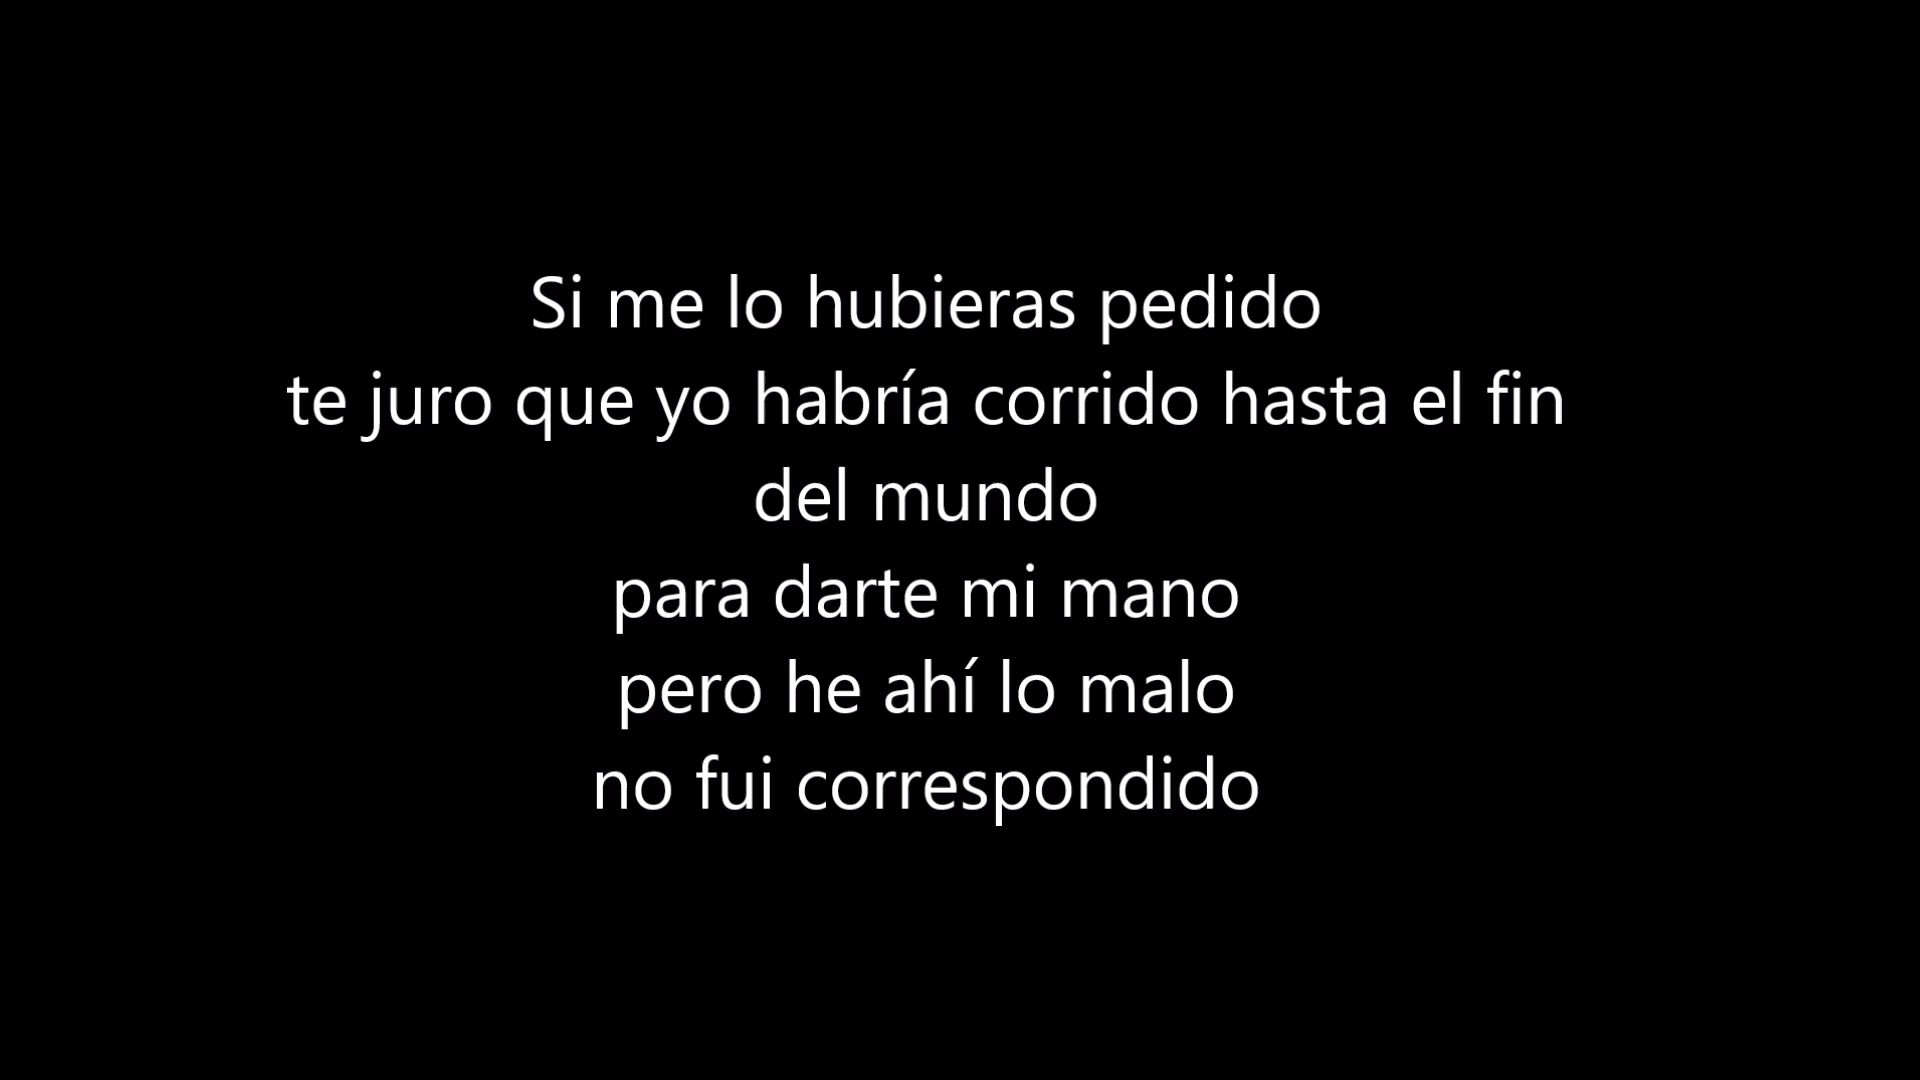 Si me lo hubieras pedido
te juro que yo habría corrido hasta el fin
del mundo
para darte mi mano
pero he ahí lo malo
no fui correspondido